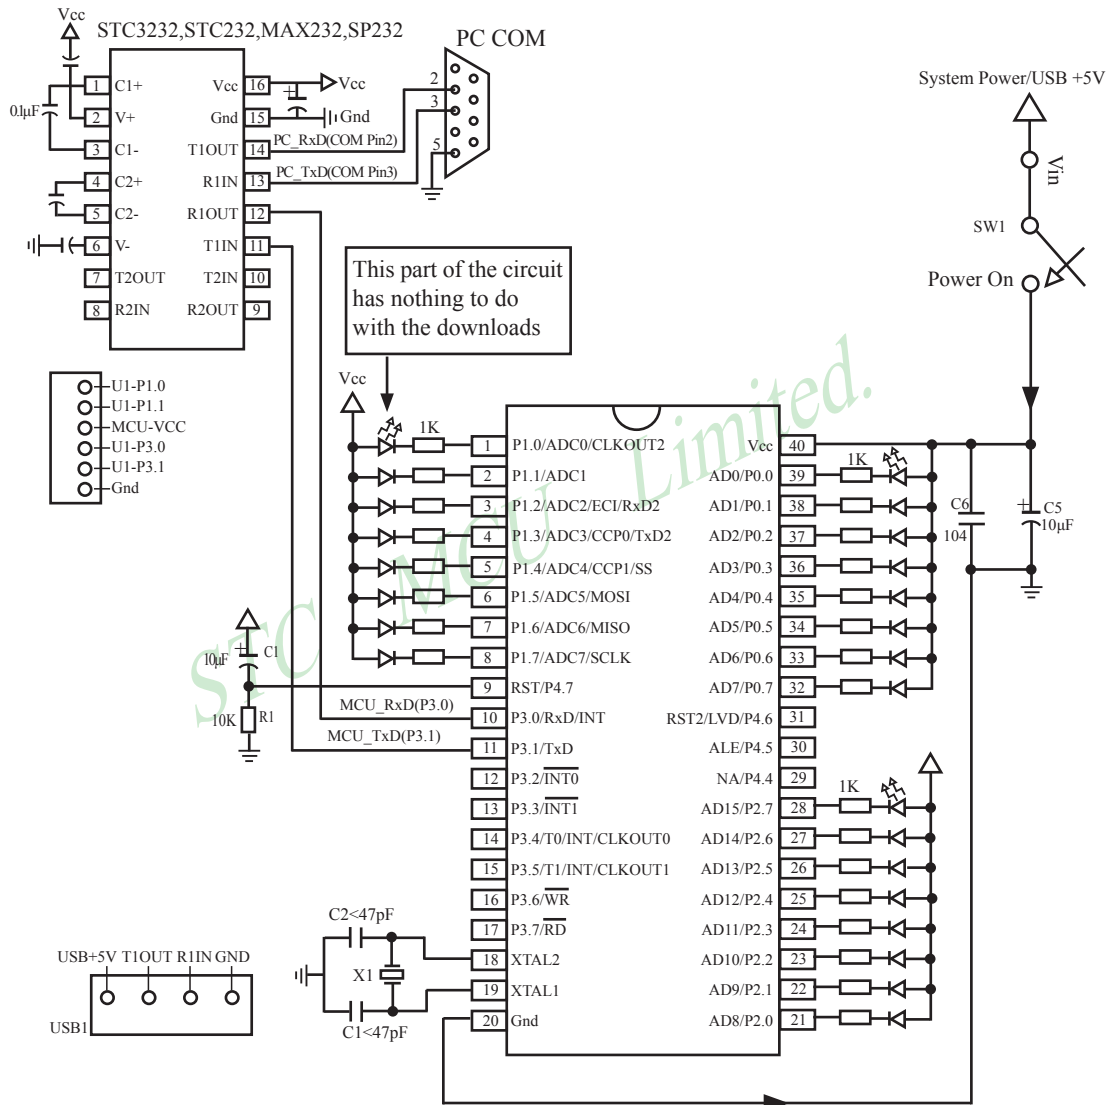 Vcc
STC3232,STC232,MAX232,SP232
PC COM
1 C1+ Vcc 16 Vcc
0.1μF
2 V+ Gnd 15 Gnd
3 C1- T1OUT 14 PC_RxD(COM Pin2)
4 C2+ R1IN 13 PC_TxD(COM Pin3)
5 C2- R1OUT 12
6 V- T1IN 11
7 T2OUT T2IN 10
8 R2IN R2OUT 9
2
3
5
System Power/USB +5V
Vin
SW1
Power On
This part of the circuit
has nothing to do
with the downloads
U1-P1.0
U1-P1.1
MCU-VCC
U1-P3.0
U1-P3.1
Gnd
Vcc
1K
1 P1.0/ADC0/CLKOUT2 Vcc 40
2 P1.1/ADC1 AD0/P0.0 39 1K
3 P1.2/ADC2/ECI/RxD2 AD1/P0.1 38
4 P1.3/ADC3/CCP0/TxD2 AD2/P0.2 37
5 P1.4/ADC4/CCP1/SS AD3/P0.3 36
6 P1.5/ADC5/MOSI AD4/P0.4 35
7 P1.6/ADC6/MISO AD5/P0.5 34
8 P1.7/ADC7/SCLK AD6/P0.6 33
9 RST/P4.7 AD7/P0.7 32
MCU_RxD(P3.0) 10 P3.0/RxD/INT RST2/LVD/P4.6 31
MCU_TxD(P3.1) 11 P3.1/TxD ALE/P4.5 30
12 P3.2/INT0 NA/P4.4 29
13 P3.3/INT1 AD15/P2.7 28 1K
14 P3.4/T0/INT/CLKOUT0 AD14/P2.6 27
15 P3.5/T1/INT/CLKOUT1 AD13/P2.5 26
16 P3.6/WR AD12/P2.4 25
17 P3.7/RD AD11/P2.3 24
18 XTAL2 AD10/P2.2 23
19 XTAL1 AD9/P2.1 22
20 Gnd AD8/P2.0 21
C6
104
+ C5
10μF
+
10μF C1
10K R1
C2<47pF
X1
C1<47pF
USB+5V T1OUT R1IN GND
USB1
STC MCU Limited.